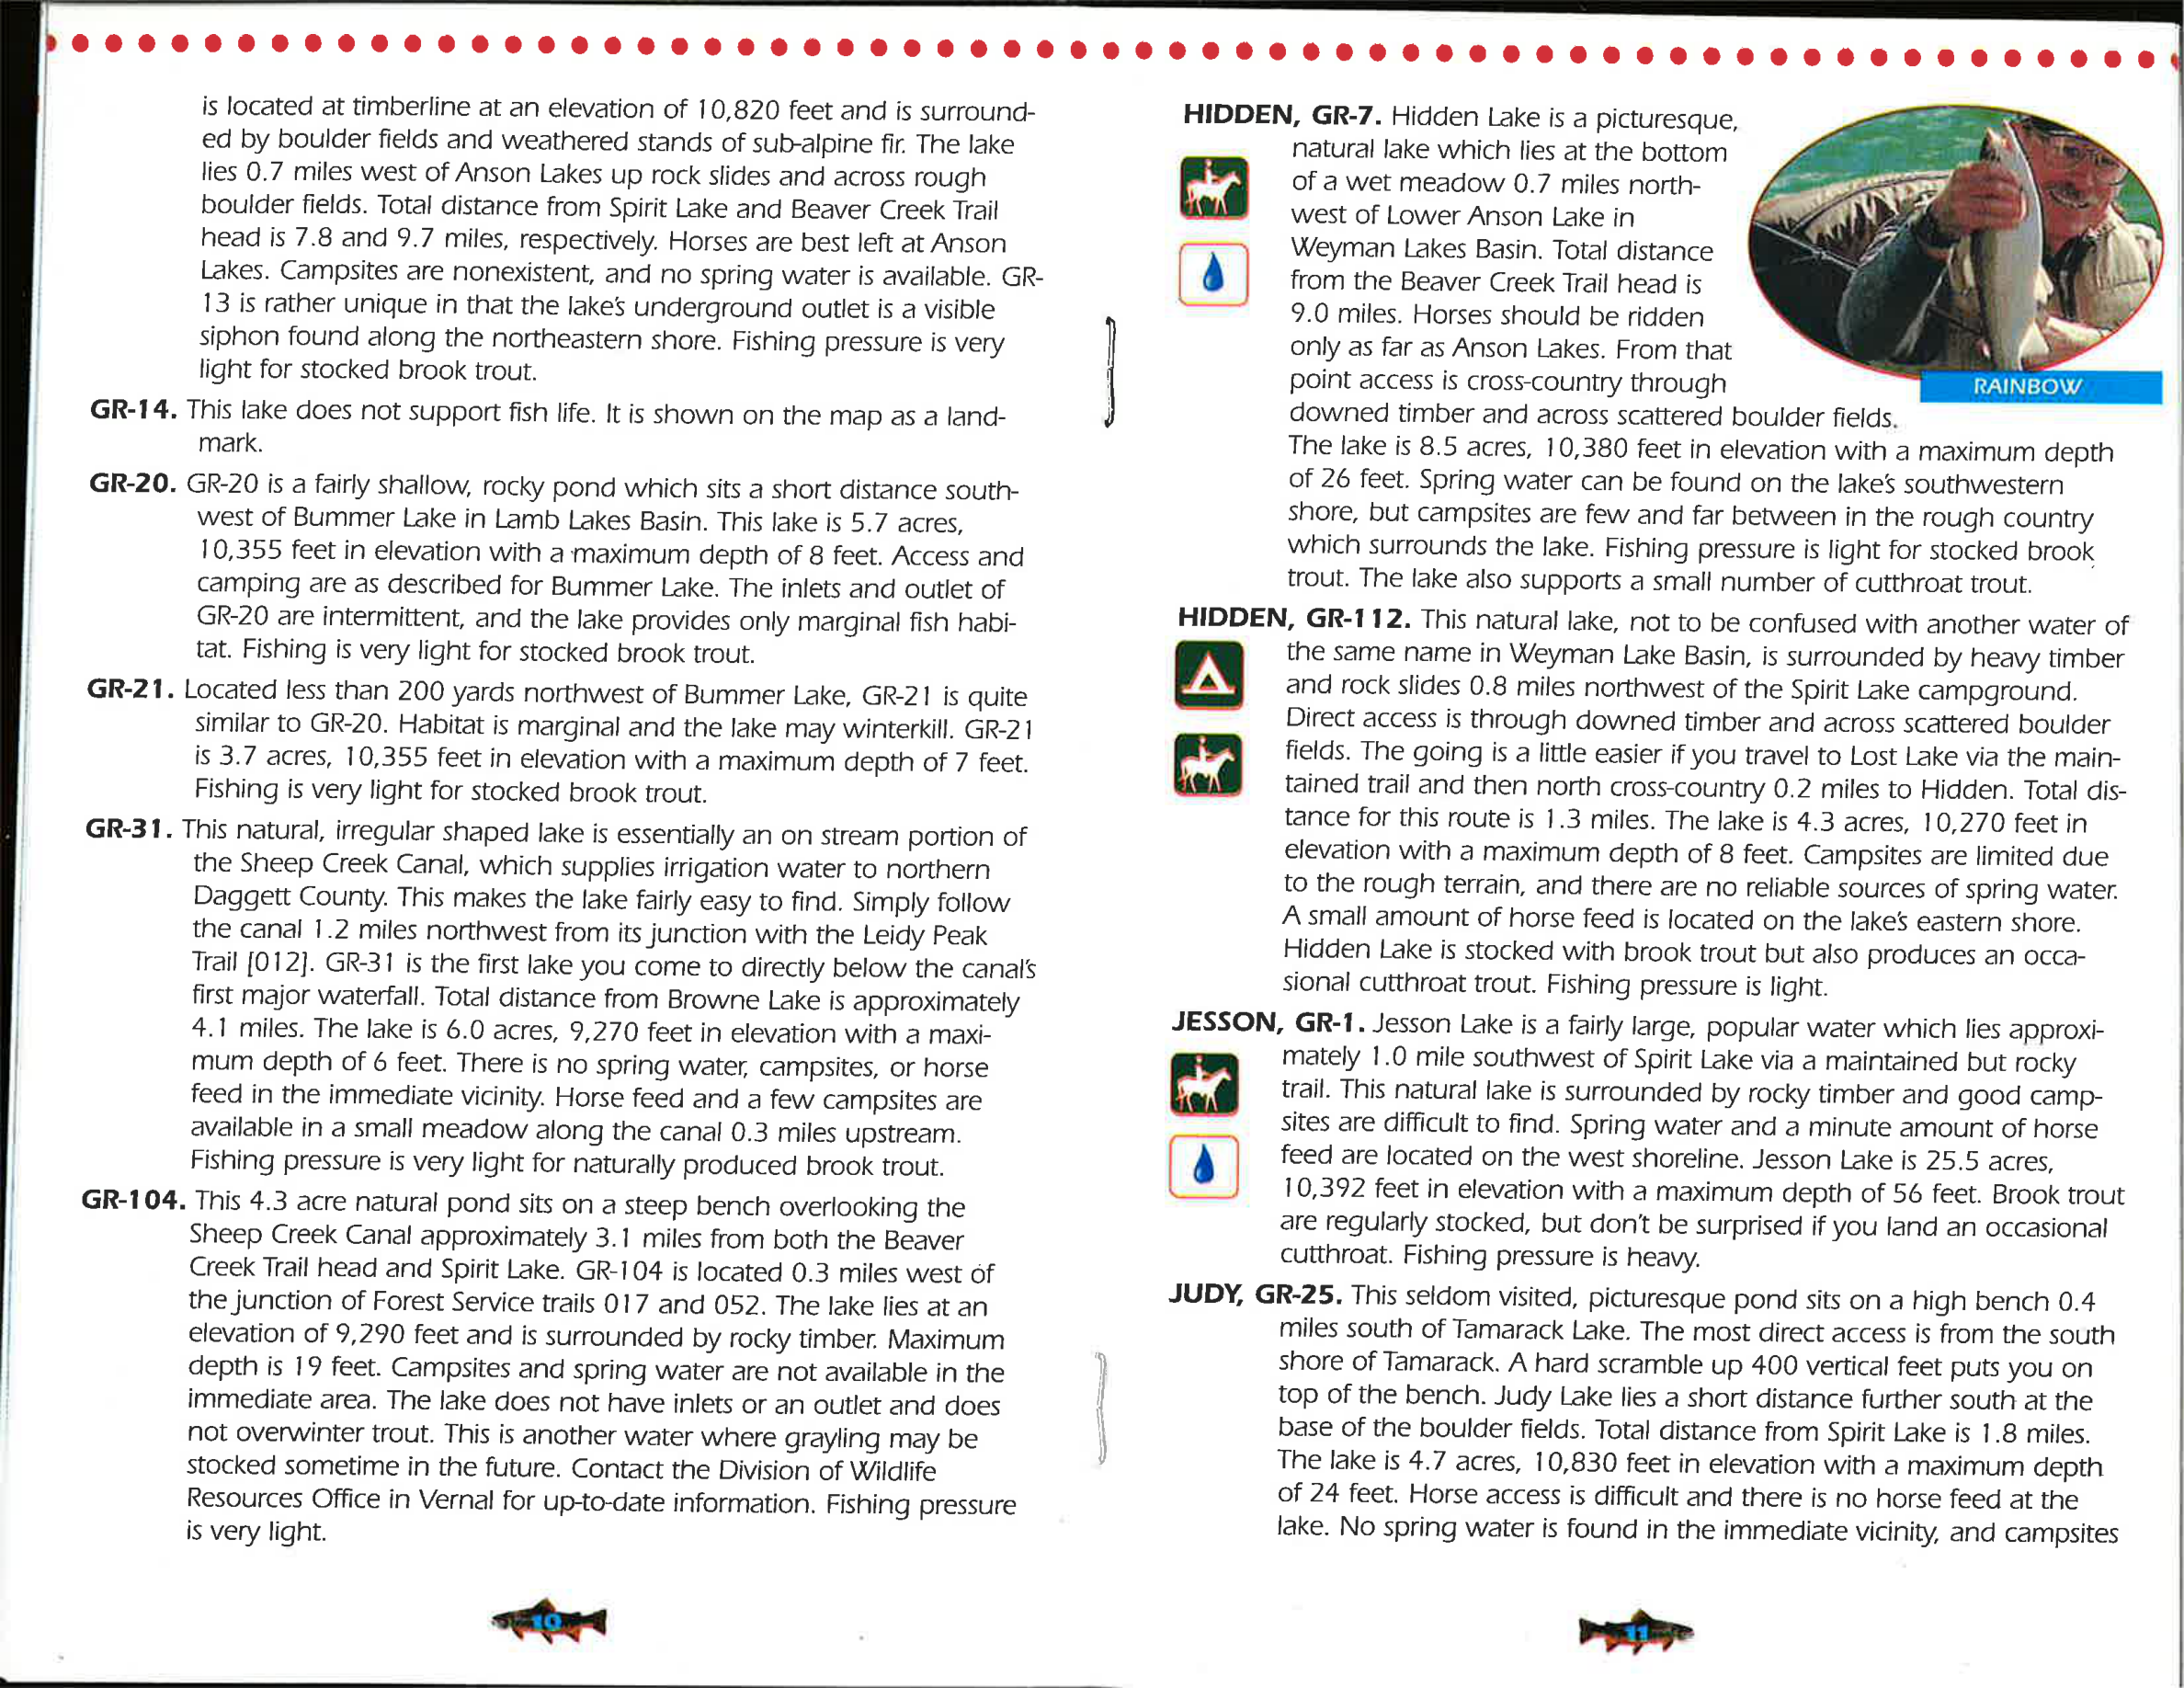 is located at timberline at an elevation of 10,820 feet and is surround-
ed by boulder fields and weathered stands of sub-alpine fir. The lake
lies 0.7 miles west of Anson Lakes up rock slides and across rough
boulder fields. Total distance from Spirit Lake and Beaver Creek Trail
head is 7.8 and 9.7 miles, respectively. Horses are best left at Anson
Lakes. Campsites are nonexistent, and no spring water is available. GR-
13 is rather unique in that the lake's underground outlet is a visible
siphon found along the northeastern shore. Fishing pressure is very
light for stocked brook trout.
GR-14. This lake does not support fish life. It is shown on the map as a land-
mark.
GR-20. GR-20 is a fairly shallow, rocky pond which sits a short distance south-
west of Bummer Lake in Lamb Lakes Basin. This lake is 5.7 acres,
10,355 feet in elevation with a maximum depth of 8 feet. Access and
camping are as described for Bummer Lake. The inlets and outlet of
GR-20 are intermittent, and the lake provides only marginal fish habi-
tat. Fishing is very light for stocked brook trout.
GR-21. Located less than 200 yards northwest of Bummer Lake, GR-21 is quite
similar to GR-20. Habitat is marginal and the lake may winterkill. GR-21
is 3.7 acres, 10,355 feet in elevation with a maximum depth of 7 feet.
Fishing is very light for stocked brook trout.
GR-31. This natural, irregular shaped lake is essentially an on stream portion of
the Sheep Creek Canal, which supplies irrigation water to northern
Daggett County. This makes the lake fairly easy to find. Simply follow
the canal 1.2 miles northwest from its junction with the Leidy Peak
Trail [012]. GR-31 is the first lake you come to directly below the canal's
first major waterfall. Total distance from Browne Lake is approximately
4.1 miles. The lake is 6.0 acres, 9,270 feet in elevation with a maxi-
mum depth of 6 feet. There is no spring water, campsites, or horse
feed in the immediate vicinity. Horse feed and a few campsites are
available in a small meadow along the canal 0.3 miles upstream.
Fishing pressure is very light for naturally produced brook trout.
GR-104. This 4.3 acre natural pond sits on a steep bench overlooking the
Sheep Creek Canal approximately 3.1 miles from both the Beaver
Creek Trail head and Spirit Lake. GR-104 is located 0.3 miles west of
the junction of Forest Service trails 017 and 052. The lake lies at an
elevation of 9,290 feet and is surrounded by rocky timber. Maximum
depth is 19 feet. Campsites and spring water are not available in the
immediate area. The lake does not have inlets or an outlet and does
not overwinter trout. This is another water where grayling may be
stocked sometime in the future. Contact the Division of Wildlife
Resources Office in Vernal for up-to-date information. Fishing pressure
is very light.
10
HIDDEN, GR-7. Hidden Lake is a picturesque,
natural lake which lies at the bottom
of a wet meadow 0.7 miles north-
west of Lower Anson Lake in
Weyman Lakes Basin. Total distance
from the Beaver Creek Trail head is
9.0 miles. Horses should be ridden
only as far as Anson Lakes. From that
point access is cross-country through
downed timber and across scattered boulder fields.
The lake is 8.5 acres, 10,380 feet in elevation with a maximum depth
of 26 feet. Spring water can be found on the lake's southwestern
shore, but campsites are few and far between in the rough country
which surrounds the lake. Fishing pressure is light for stocked brook
trout. The lake also supports a small number of cutthroat trout.
RAINBOW
HIDDEN, GR-112. This natural lake, not to be confused with another water of
the same name in Weyman Lake Basin, is surrounded by heavy timber
and rock slides 0.8 miles northwest of the Spirit Lake campground.
Direct access is through downed timber and across scattered boulder
fields. The going is a little easier if you travel to Lost Lake via the main-
tained trail and then north cross-country 0.2 miles to Hidden. Total dis-
tance for this route is 1.3 miles. The lake is 4.3 acres, 10,270 feet in
elevation with a maximum depth of 8 feet. Campsites are limited due
to the rough terrain, and there are no reliable sources of spring water.
A small amount of horse feed is located on the lake's eastern shore.
Hidden Lake is stocked with brook trout but also produces an occa-
sional cutthroat trout. Fishing pressure is light.
JESSON, GR-1. Jesson Lake is a fairly large, popular water which lies approxi-
mately 1.0 mile southwest of Spirit Lake via a maintained but rocky
trail. This natural lake is surrounded by rocky timber and good camp-
sites are difficult to find. Spring water and a minute amount of horse
feed are located on the west shoreline. Jesson Lake is 25.5 acres,
10,392 feet in elevation with a maximum depth of 56 feet. Brook trout
are regularly stocked, but don't be surprised if you land an occasional
cutthroat. Fishing pressure is heavy.
JUDY, GR-25. This seldom visited, picturesque pond sits on a high bench 0.4
miles south of Tamarack Lake. The most direct access is from the south
shore of Tamarack. A hard scramble up 400 vertical feet puts you on
top of the bench. Judy Lake lies a short distance further south at the
base of the boulder fields. Total distance from Spirit Lake is 1.8 miles.
The lake is 4.7 acres, 10,830 feet in elevation with a maximum depth
of 24 feet. Horse access is difficult and there is no horse feed at the
lake. No spring water is found in the immediate vicinity, and campsites
11